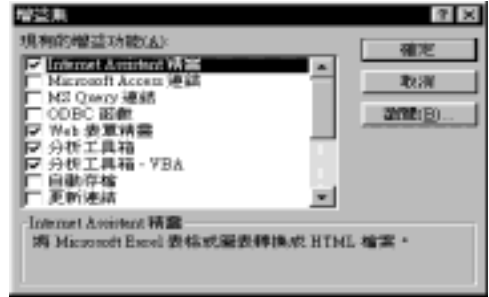 增益集
現有的增益功能(A):
Internet Assistant 精靈
Microsoft Access 連結
MS Query 連結
ODBC 函數
Web 表單精靈
分析工具箱
分析工具箱 - VBA
自動存檔
更新連結
確定
取消
瀏覽(B)...
Internet Assistant 精靈
將 Microsoft Excel 表格或圖表轉換成 HTML 檔案。